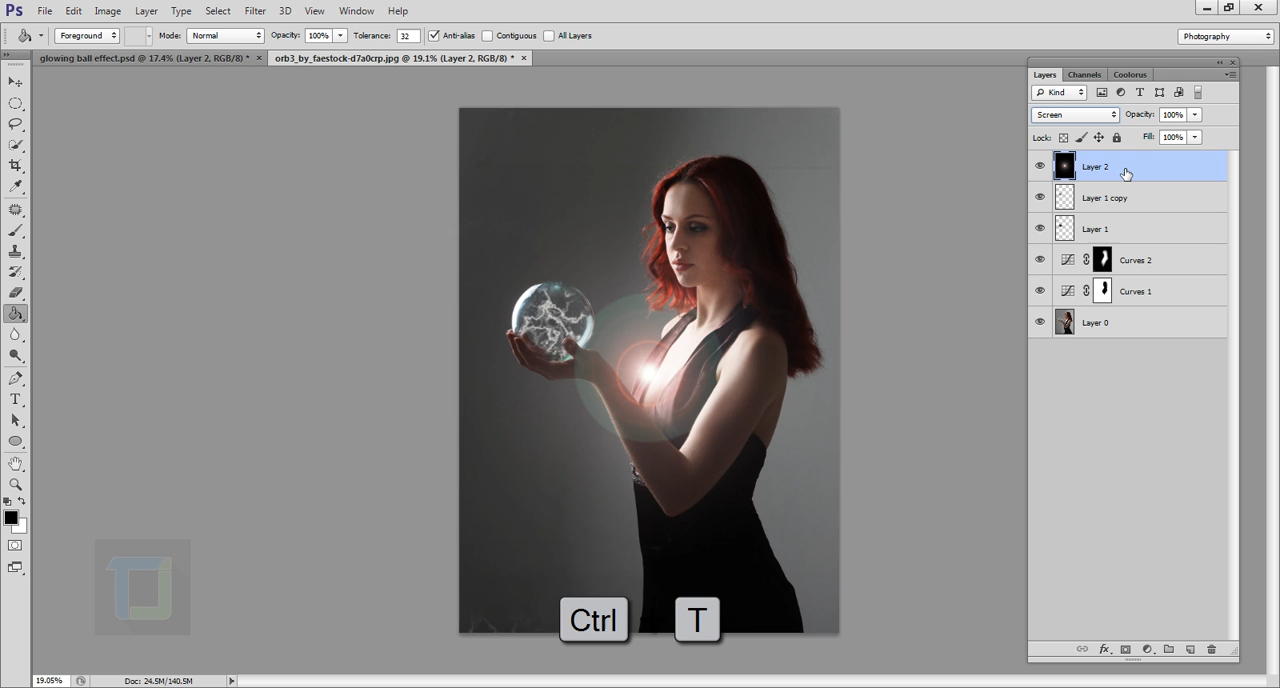 Ps File Edit Image Layer Type Select Filter 3D View Window Help
Foreground Mode: Normal Opacity: 100% Tolerance: 32 Anti-alias Contiguous All Layers Photography
glowing ball effect.psd @ 17.4% (Layer 2, RGB/8) * × orb3_by_faestock-d7a0crp.jpg @ 19.1% (Layer 2, RGB/8) * ×
Layers Channels Coolorus
Kind T
Screen Opacity: 100%
Lock: Fill: 100%
Layer 2
Layer 1 copy
Layer 1
Curves 2
Curves 1
Layer 0
T
Ctrl T
fx
19.05% Doc: 24.5M/140.5M